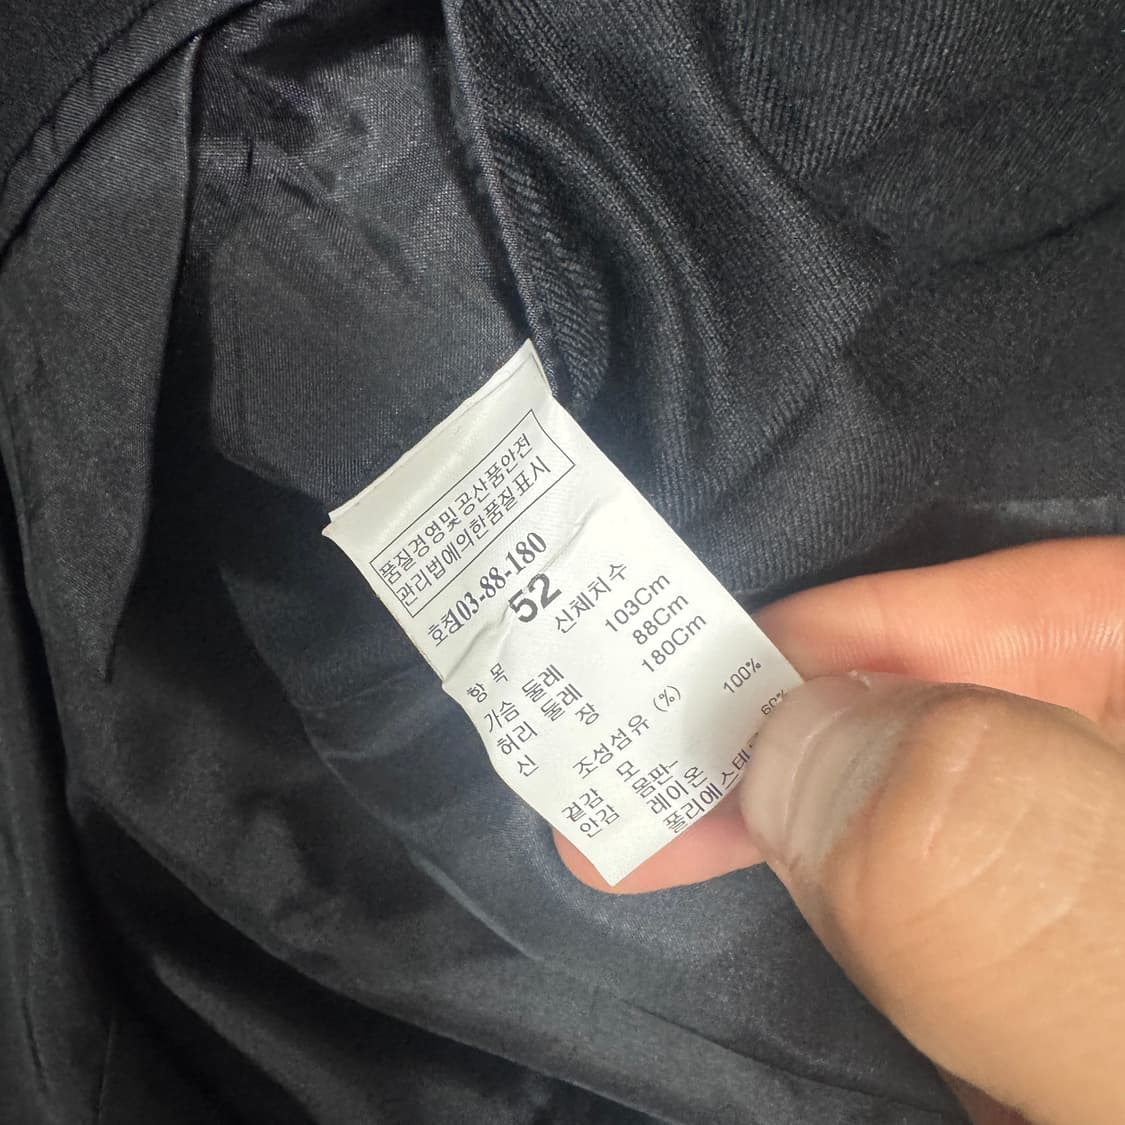 품질경영및공산품안전
관리법에의한품질표시
호칭103-88-180
52
항목 신체치수
가슴둘레 103Cm
허리둘레 88Cm
신장 180Cm
조성섬유 (%)
겉감 모 100%
안감 몸판-
레이온 60%
폴리에스테